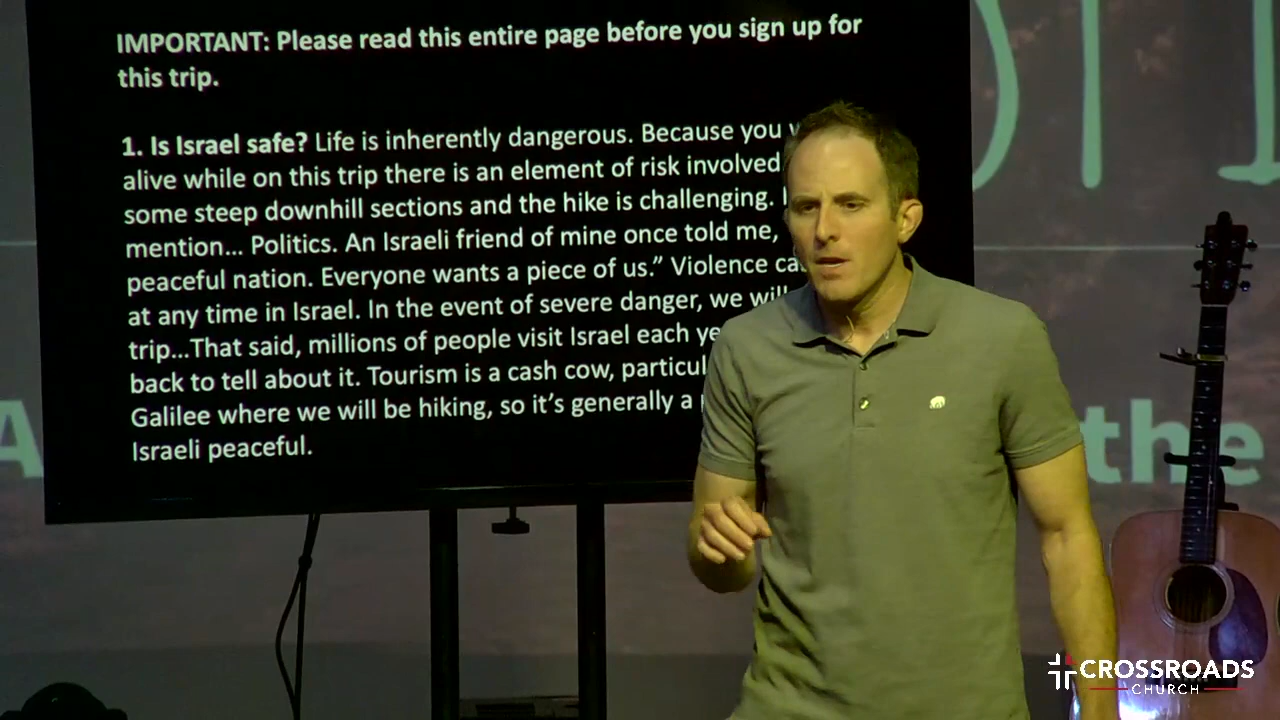 IMPORTANT: Please read this entire page before you sign up for
this trip.
1. Is Israel safe? Life is inherently dangerous. Because you
alive while on this trip there is an element of risk involved
some steep downhill sections and the hike is challenging.
mention... Politics. An Israeli friend of mine once told me,
peaceful nation. Everyone wants a piece of us.” Violence
at any time in Israel. In the event of severe danger, we will
trip...That said, millions of people visit Israel each
back to tell about it. Tourism is a cash cow,
Galilee where we will be hiking, so it’s generally a
Israeli peaceful.
the
CROSSROADS
CHURCH